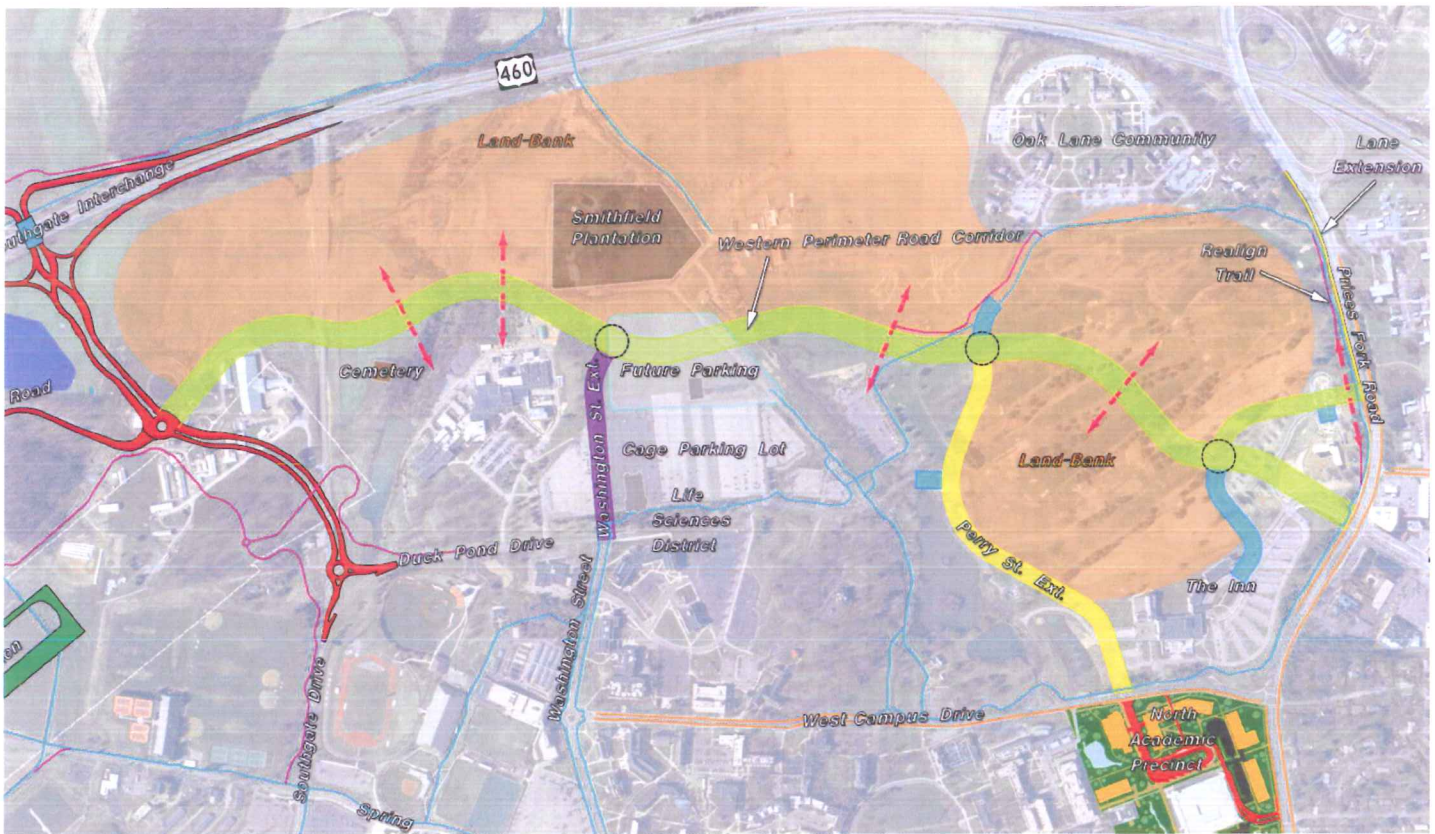 460
Land-Bank
Oak Lane Community
Lane
Extension
Southgate Interchange
Smithfield
Plantation
Western Perimeter Road Corridor
Realign
Trail
Prices Fork Road
Road
Cemetery
Washington St. Ext.
Future Parking
Cage Parking Lot
Land-Bank
Life
Sciences
District
Duck Pond Drive
Perry St. Ext.
The Inn
Washington Street
Southgate Drive
West Campus Drive
North
Academic
Precinct
Spring